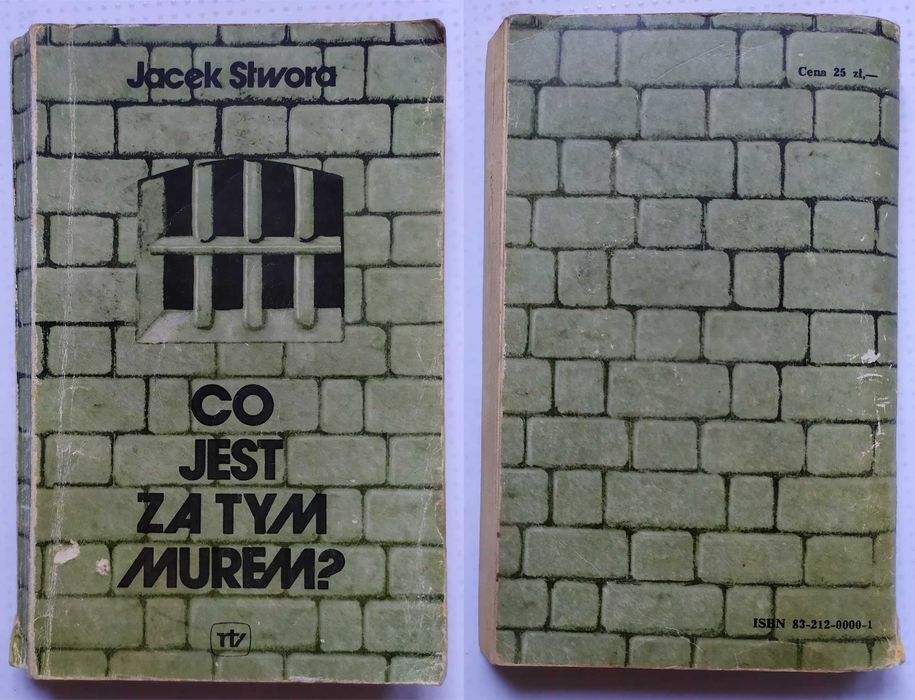 Jacek Stwora
CO
JEST
ZA TYM
MUREM?
rtv
Cena 25 zł,—
ISBN 83-212-0000-1